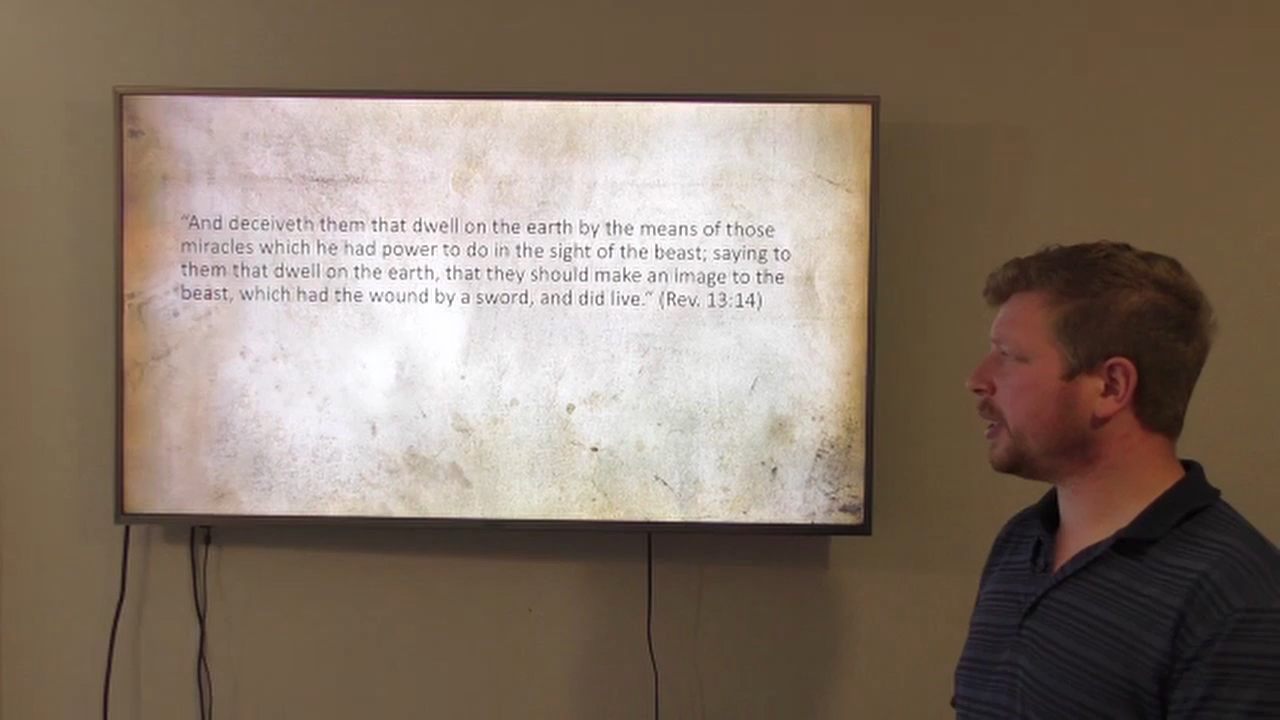 “And deceiveth them that dwell on the earth by the means of those
miracles which he had power to do in the sight of the beast; saying to
them that dwell on the earth, that they should make an image to the
beast, which had the wound by a sword, and did live.” (Rev. 13:14)